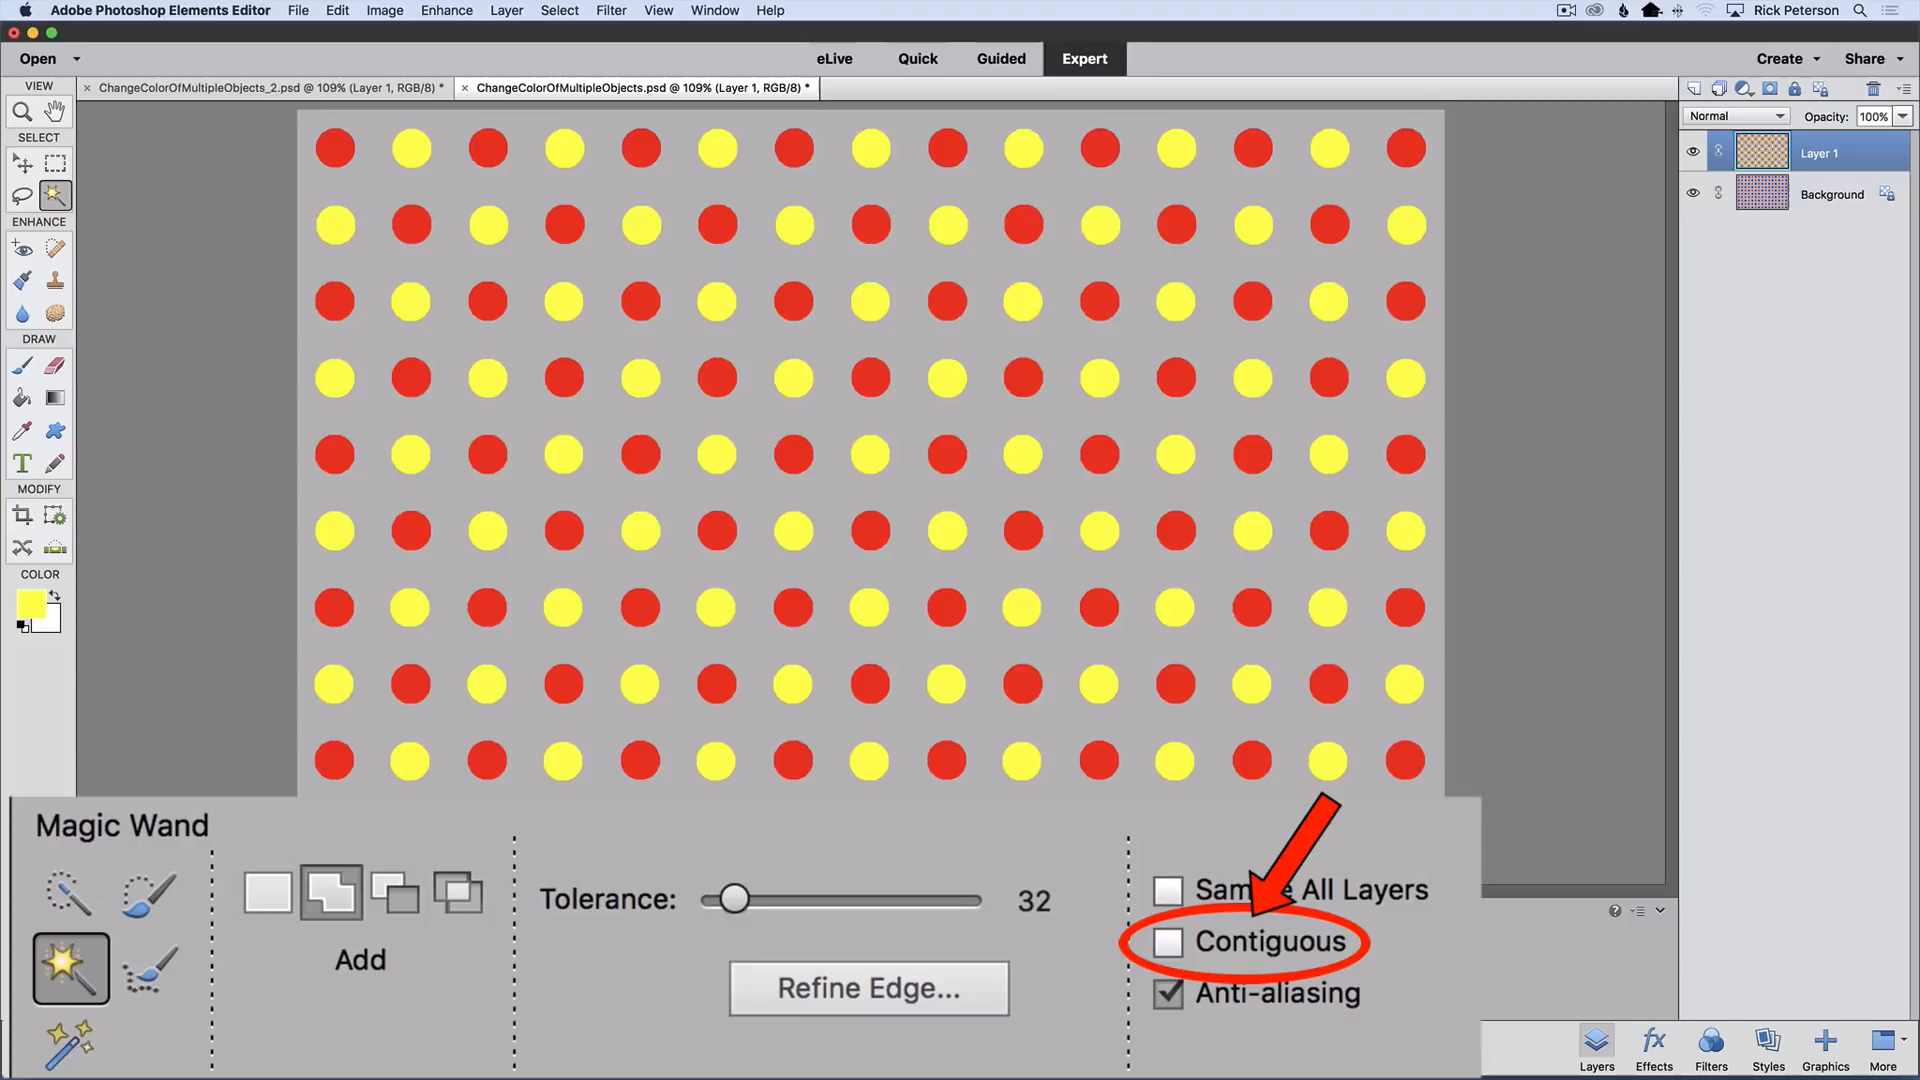 Adobe Photoshop Elements Editor File Edit Image Enhance Layer Select Filter View Window Help Rick Peterson
Open eLive Quick Guided Expert Create Share
VIEW
ChangeColorOfMultipleObjects_2.psd @ 109% (Layer 1, RGB/8) *
ChangeColorOfMultipleObjects.psd @ 109% (Layer 1, RGB/8) *
Normal Opacity: 100%
SELECT
Layer 1
Background
ENHANCE
DRAW
T
MODIFY
COLOR
Magic Wand
Sample All Layers
Tolerance: 32
Contiguous
Add
Refine Edge...
Anti-aliasing
fx
Layers Effects Filters Styles Graphics More